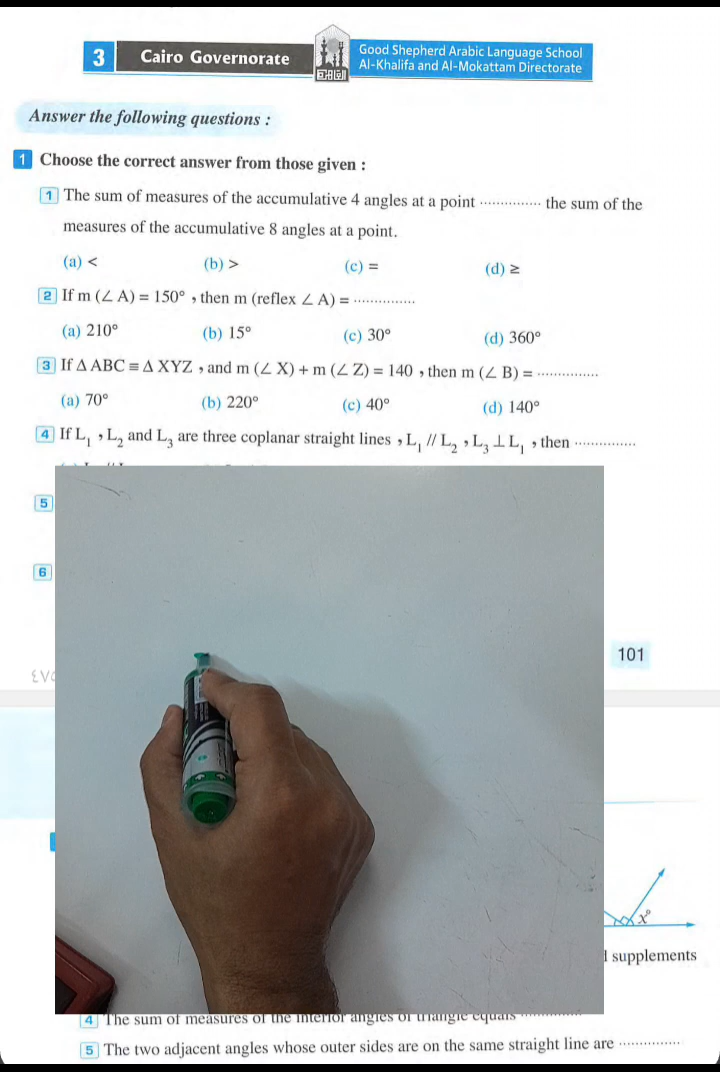 3 Cairo Governorate
Good Shepherd Arabic Language School
Al-Khalifa and Al-Mokattam Directorate
Answer the following questions :
1 Choose the correct answer from those given :
1 The sum of measures of the accumulative 4 angles at a point ............... the sum of the
measures of the accumulative 8 angles at a point.
(a) < (b) > (c) = (d) ≥
2 If m (∠ A) = 150° , then m (reflex ∠ A) = ...............
(a) 210° (b) 15° (c) 30° (d) 360°
3 If Δ ABC ≡ Δ XYZ , and m (∠ X) + m (∠ Z) = 140 , then m (∠ B) = ...............
(a) 70° (b) 220° (c) 40° (d) 140°
4 If L₁ , L₂ and L₃ are three coplanar straight lines , L₁ // L₂ , L₃ ⊥ L₁ , then ...............
5
6
101
x°
supplements
4 The sum of measures of the interior angles of triangle equals ...............
5 The two adjacent angles whose outer sides are on the same straight line are ...............